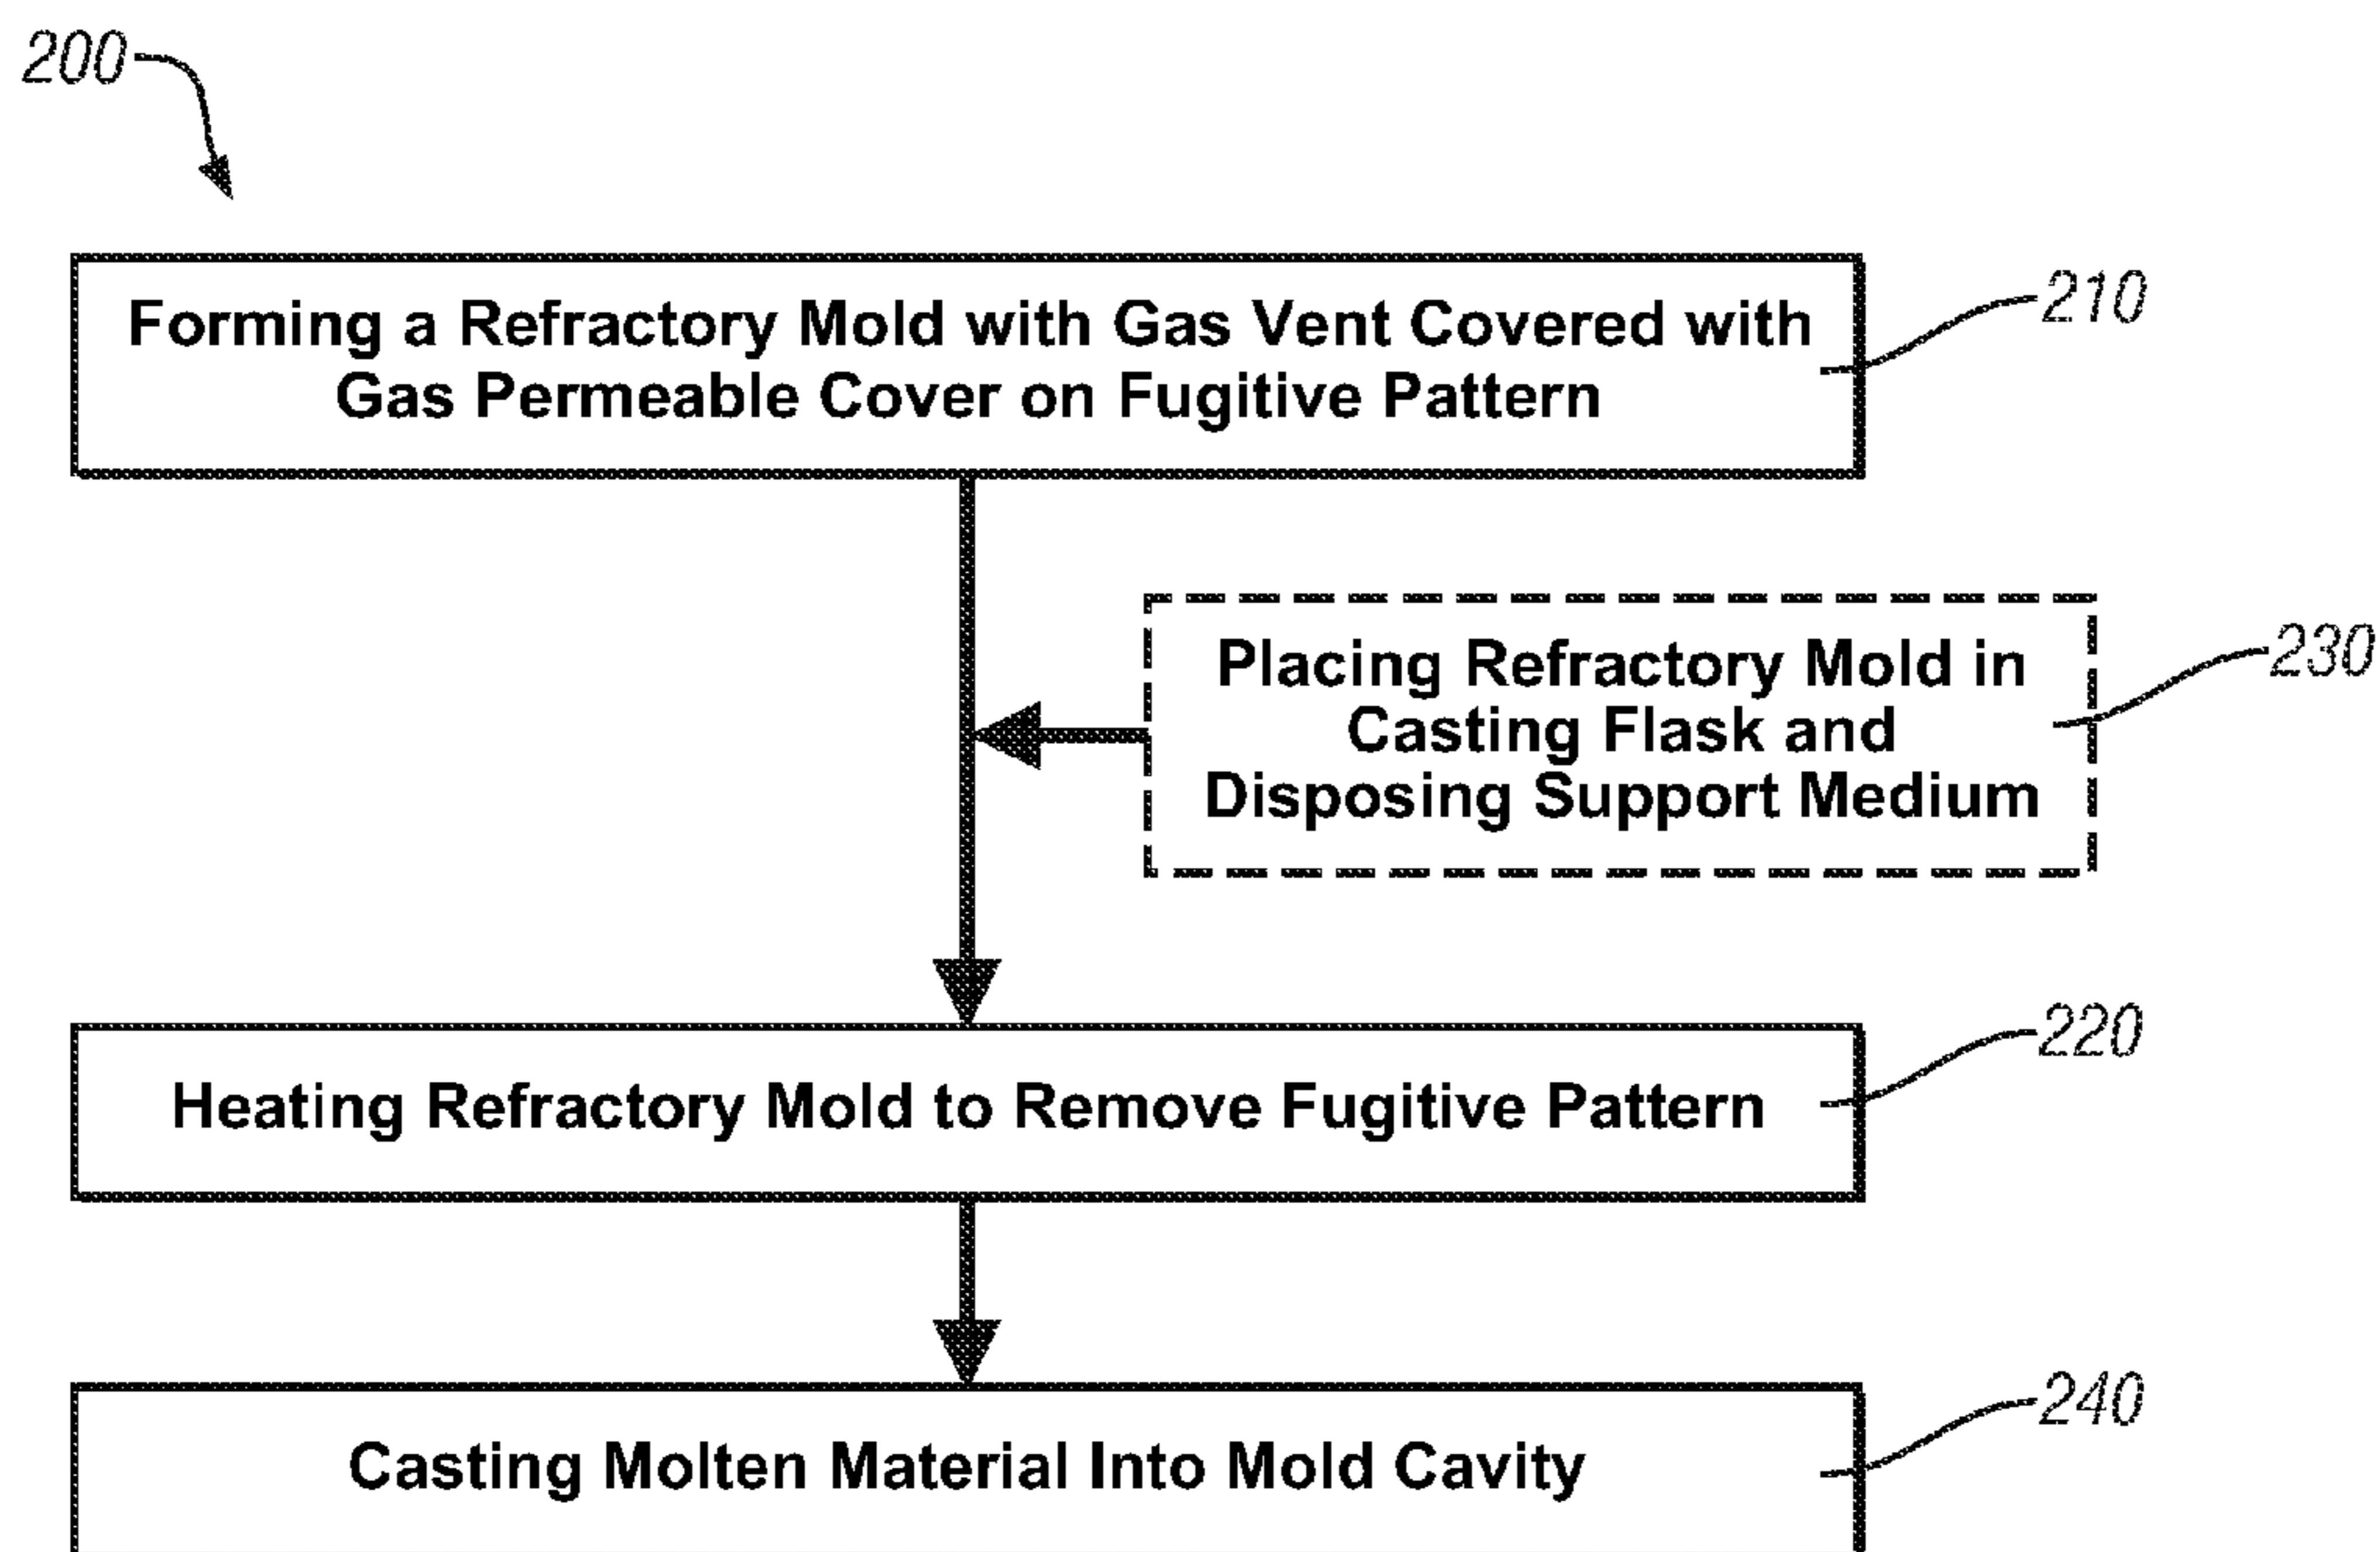 200
Forming a Refractory Mold with Gas Vent Covered with
Gas Permeable Cover on Fugitive Pattern
210
Placing Refractory Mold in
Casting Flask and
Disposing Support Medium
230
Heating Refractory Mold to Remove Fugitive Pattern
220
Casting Molten Material Into Mold Cavity
240